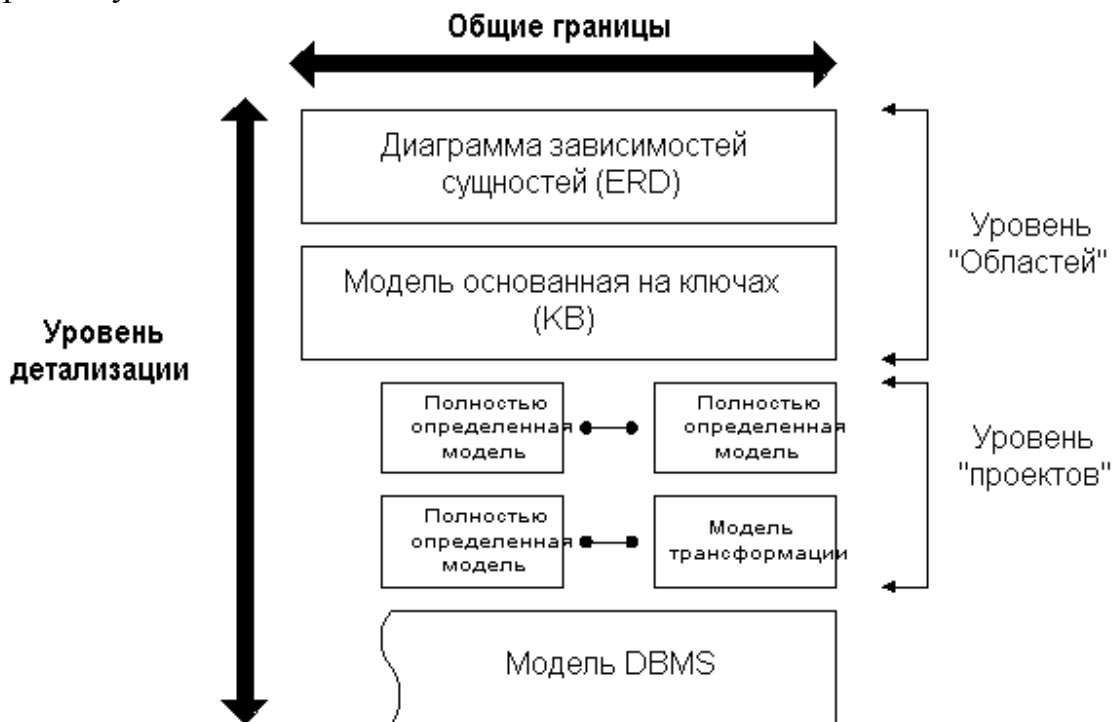 Общие границы
Диаграмма зависимостей
сущностей (ERD)
Модель основанная на ключах
(KB)
Уровень
"Областей"
Уровень
детализации
Полностью
определенная
модель
Полностью
определенная
модель
Уровень
"проектов"
Полностью
определенная
модель
Модель
трансформации
Модель DBMS